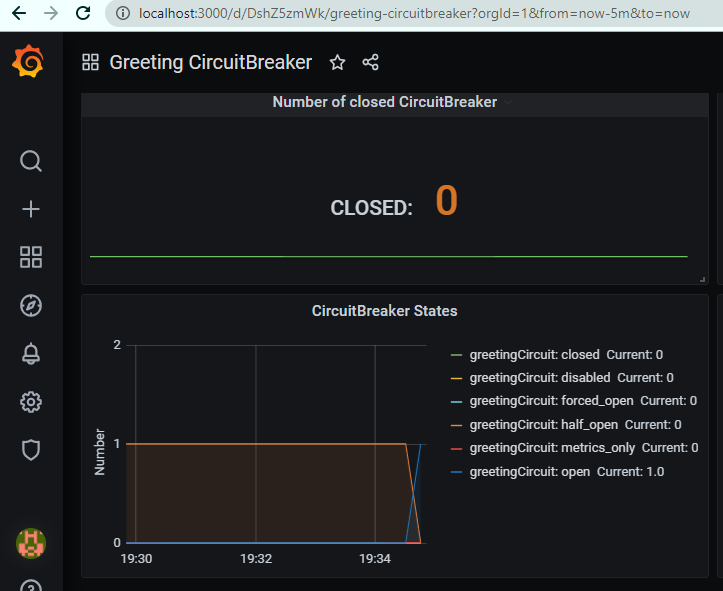 localhost:3000/d/DshZ5zmWk/greeting-circuitbreaker?orgId=1&from=now-5m&to=now
Greeting CircuitBreaker
Number of closed CircuitBreaker
CLOSED: 0
CircuitBreaker States
Number
2
1
0
19:30 19:32 19:34
greetingCircuit: closed Current: 0
greetingCircuit: disabled Current: 0
greetingCircuit: forced_open Current: 0
greetingCircuit: half_open Current: 0
greetingCircuit: metrics_only Current: 0
greetingCircuit: open Current: 1.0